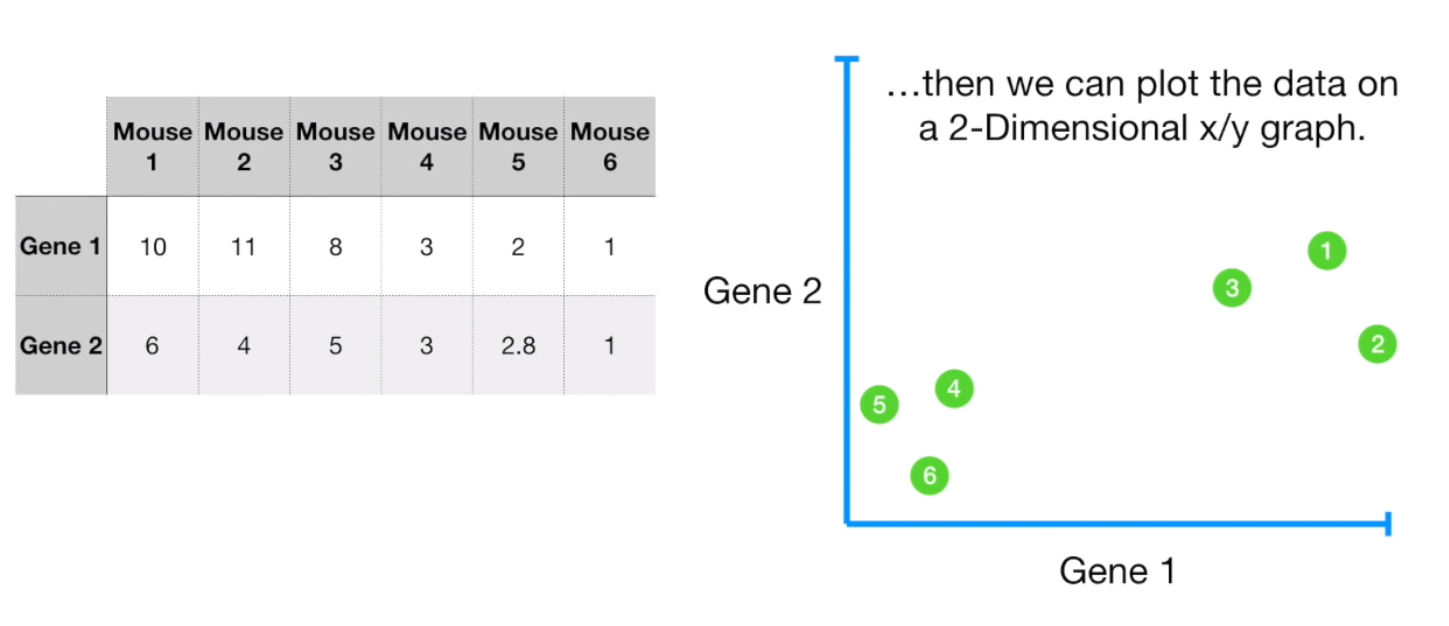 Mouse Mouse Mouse Mouse Mouse Mouse
1 2 3 4 5 6
Gene 1 10 11 8 3 2 1
Gene 2 6 4 5 3 2.8 1
…then we can plot the data on
a 2-Dimensional x/y graph.
1
3
Gene 2
2
4
5
6
Gene 1